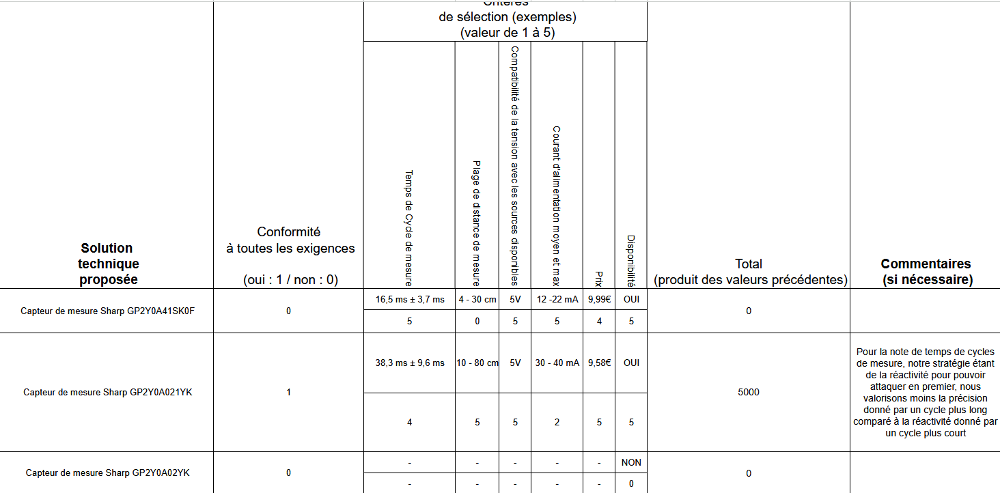 Critères
de sélection (exemples)
(valeur de 1 à 5)
Solution
technique
proposée
Conformité
à toutes les exigences
(oui : 1 / non : 0)
Temps de Cycle de mesure
Plage de distance de mesure
Compatibilité de la tension avec les sources disponibles
Courant d'alimentation moyen et max
Prix
Disponibilité
Total
(produit des valeurs précédentes)
Commentaires
(si nécessaire)
Capteur de mesure Sharp GP2Y0A41SK0F
0
16,5 ms ± 3,7 ms
4 - 30 cm
5V
12 -22 mA
9,99€
OUI
5
0
5
5
4
5
0
Capteur de mesure Sharp GP2Y0A021YK
1
38,3 ms ± 9,6 ms
10 - 80 cm
5V
30 - 40 mA
9,58€
OUI
4
5
5
2
5
5
5000
Pour la note de temps de cycles
de mesure, notre stratégie étant
de la réactivité pour pouvoir
attaquer en premier, nous
valorisons moins la précision
donné par un cycle plus long
comparé à la réactivité donné par
un cycle plus court
Capteur de mesure Sharp GP2Y0A02YK
0
-
-
-
-
-
NON
-
-
-
-
-
0
0